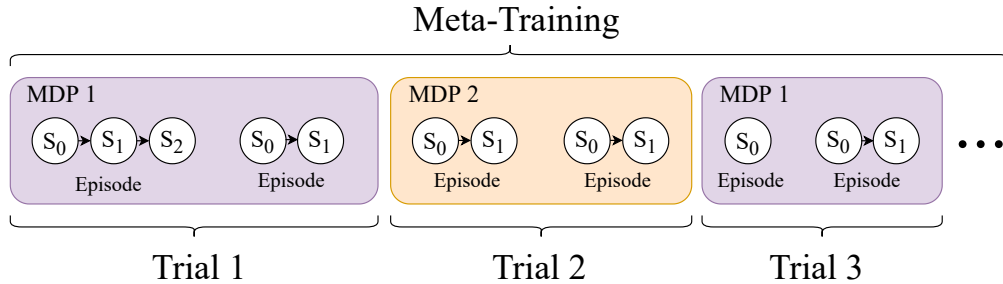 Meta-Training
MDP 1
S0 S1 S2 S0 S1
Episode Episode
MDP 2
S0 S1 S0 S1
Episode Episode
MDP 1
S0 S0 S1
Episode Episode
...
Trial 1
Trial 2
Trial 3